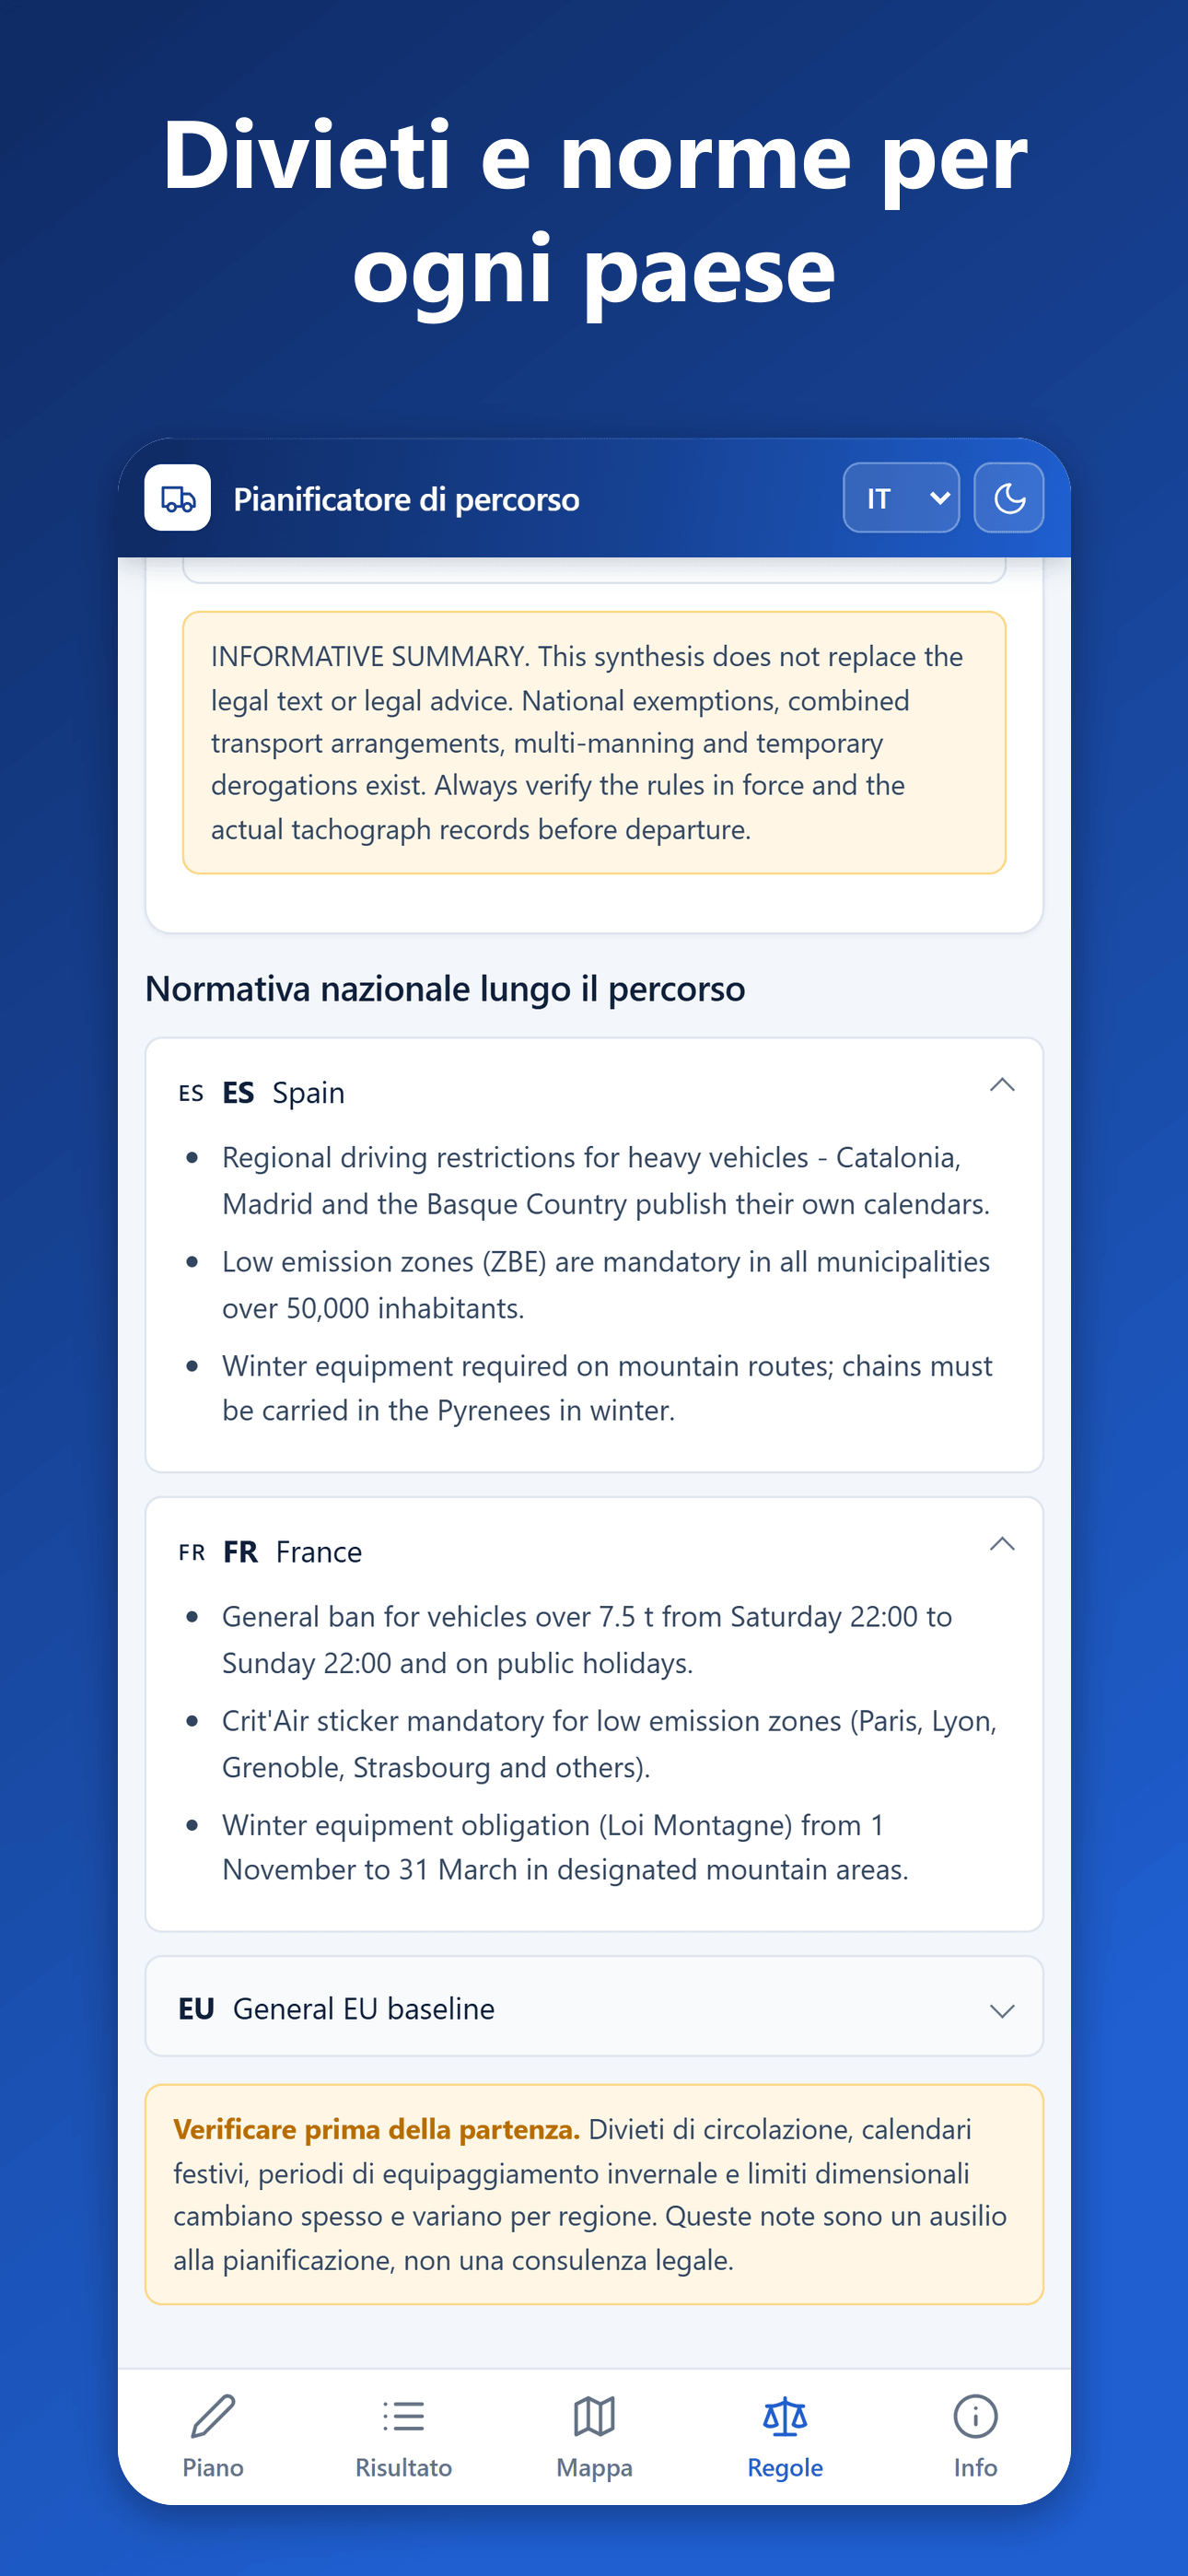 Divieti e norme per
ogni paese
Pianificatore di percorso
IT
INFORMATIVE SUMMARY. This synthesis does not replace the
legal text or legal advice. National exemptions, combined
transport arrangements, multi-manning and temporary
derogations exist. Always verify the rules in force and the
actual tachograph records before departure.
Normativa nazionale lungo il percorso
ES ES Spain
Regional driving restrictions for heavy vehicles - Catalonia,
Madrid and the Basque Country publish their own calendars.
Low emission zones (ZBE) are mandatory in all municipalities
over 50,000 inhabitants.
Winter equipment required on mountain routes; chains must
be carried in the Pyrenees in winter.
FR FR France
General ban for vehicles over 7.5 t from Saturday 22:00 to
Sunday 22:00 and on public holidays.
Crit'Air sticker mandatory for low emission zones (Paris, Lyon,
Grenoble, Strasbourg and others).
Winter equipment obligation (Loi Montagne) from 1
November to 31 March in designated mountain areas.
EU General EU baseline
Verificare prima della partenza. Divieti di circolazione, calendari
festivi, periodi di equipaggiamento invernale e limiti dimensionali
cambiano spesso e variano per regione. Queste note sono un ausilio
alla pianificazione, non una consulenza legale.
Piano
Risultato
Mappa
Regole
Info